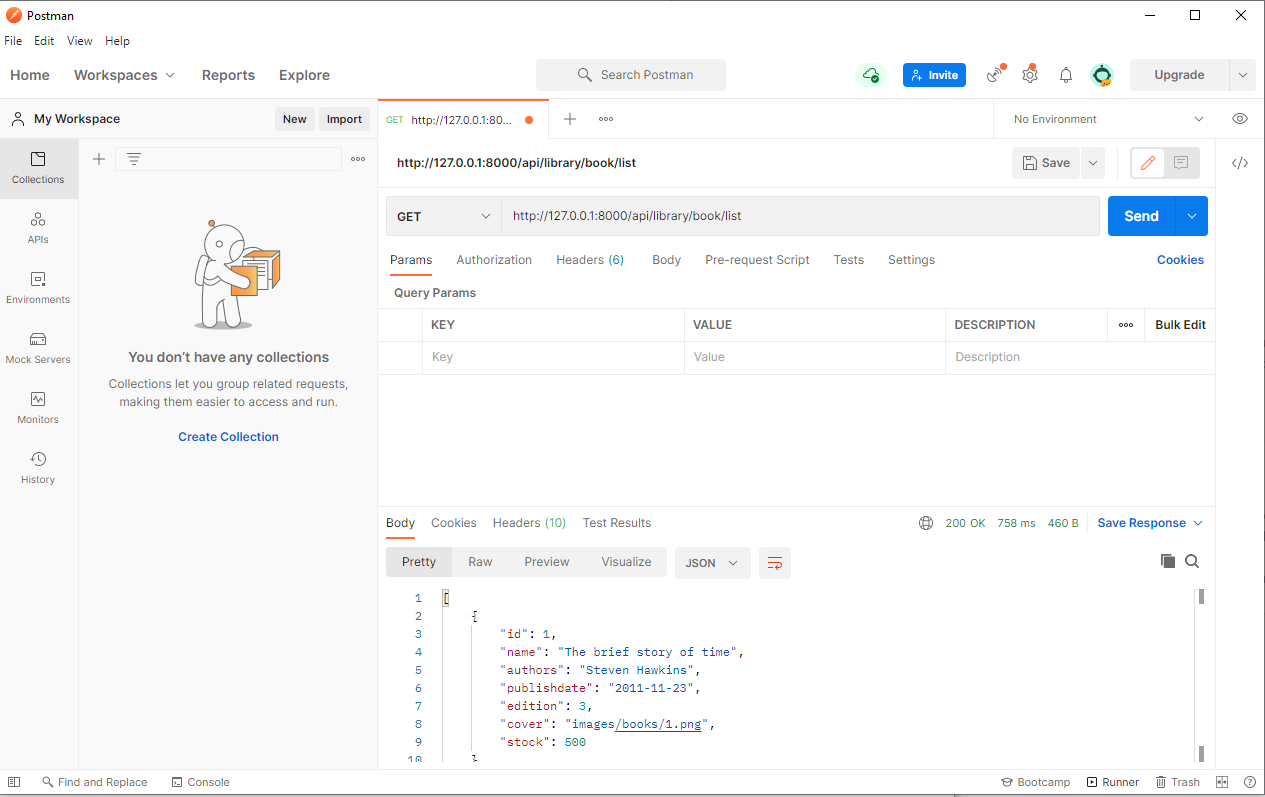 Postman
File Edit View Help
Home Workspaces Reports Explore Search Postman Invite Upgrade
My Workspace New Import
GET http://127.0.0.1:80... No Environment
Collections
APIs
Environments
Mock Servers
Monitors
History
You don't have any collections
Collections let you group related requests,
making them easier to access and run.
Create Collection
http://127.0.0.1:8000/api/library/book/list Save
GET http://127.0.0.1:8000/api/library/book/list Send
Params Authorization Headers (6) Body Pre-request Script Tests Settings Cookies
Query Params
KEY VALUE DESCRIPTION Bulk Edit
Key Value Description
Body Cookies Headers (10) Test Results 200 OK 758 ms 460 B Save Response
Pretty Raw Preview Visualize JSON
1 [
2 {
3 "id": 1,
4 "name": "The brief story of time",
5 "authors": "Steven Hawkins",
6 "publishdate": "2011-11-23",
7 "edition": 3,
8 "cover": "images/books/1.png",
9 "stock": 500
10 }
Find and Replace Console Bootcamp Runner Trash